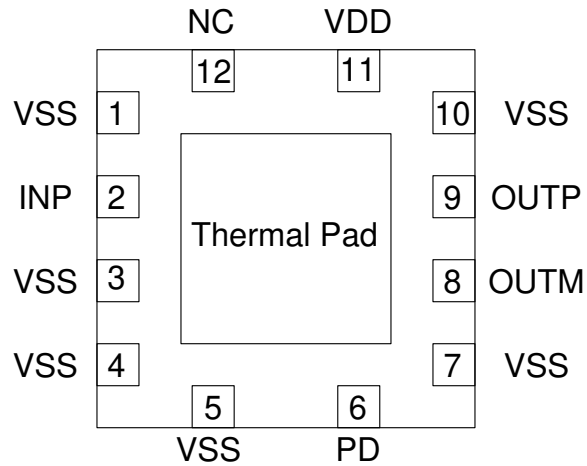 NC VDD
12 11
VSS 1 10 VSS
INP 2 9 OUTP
Thermal Pad
VSS 3 8 OUTM
VSS 4 7 VSS
5 6
VSS PD